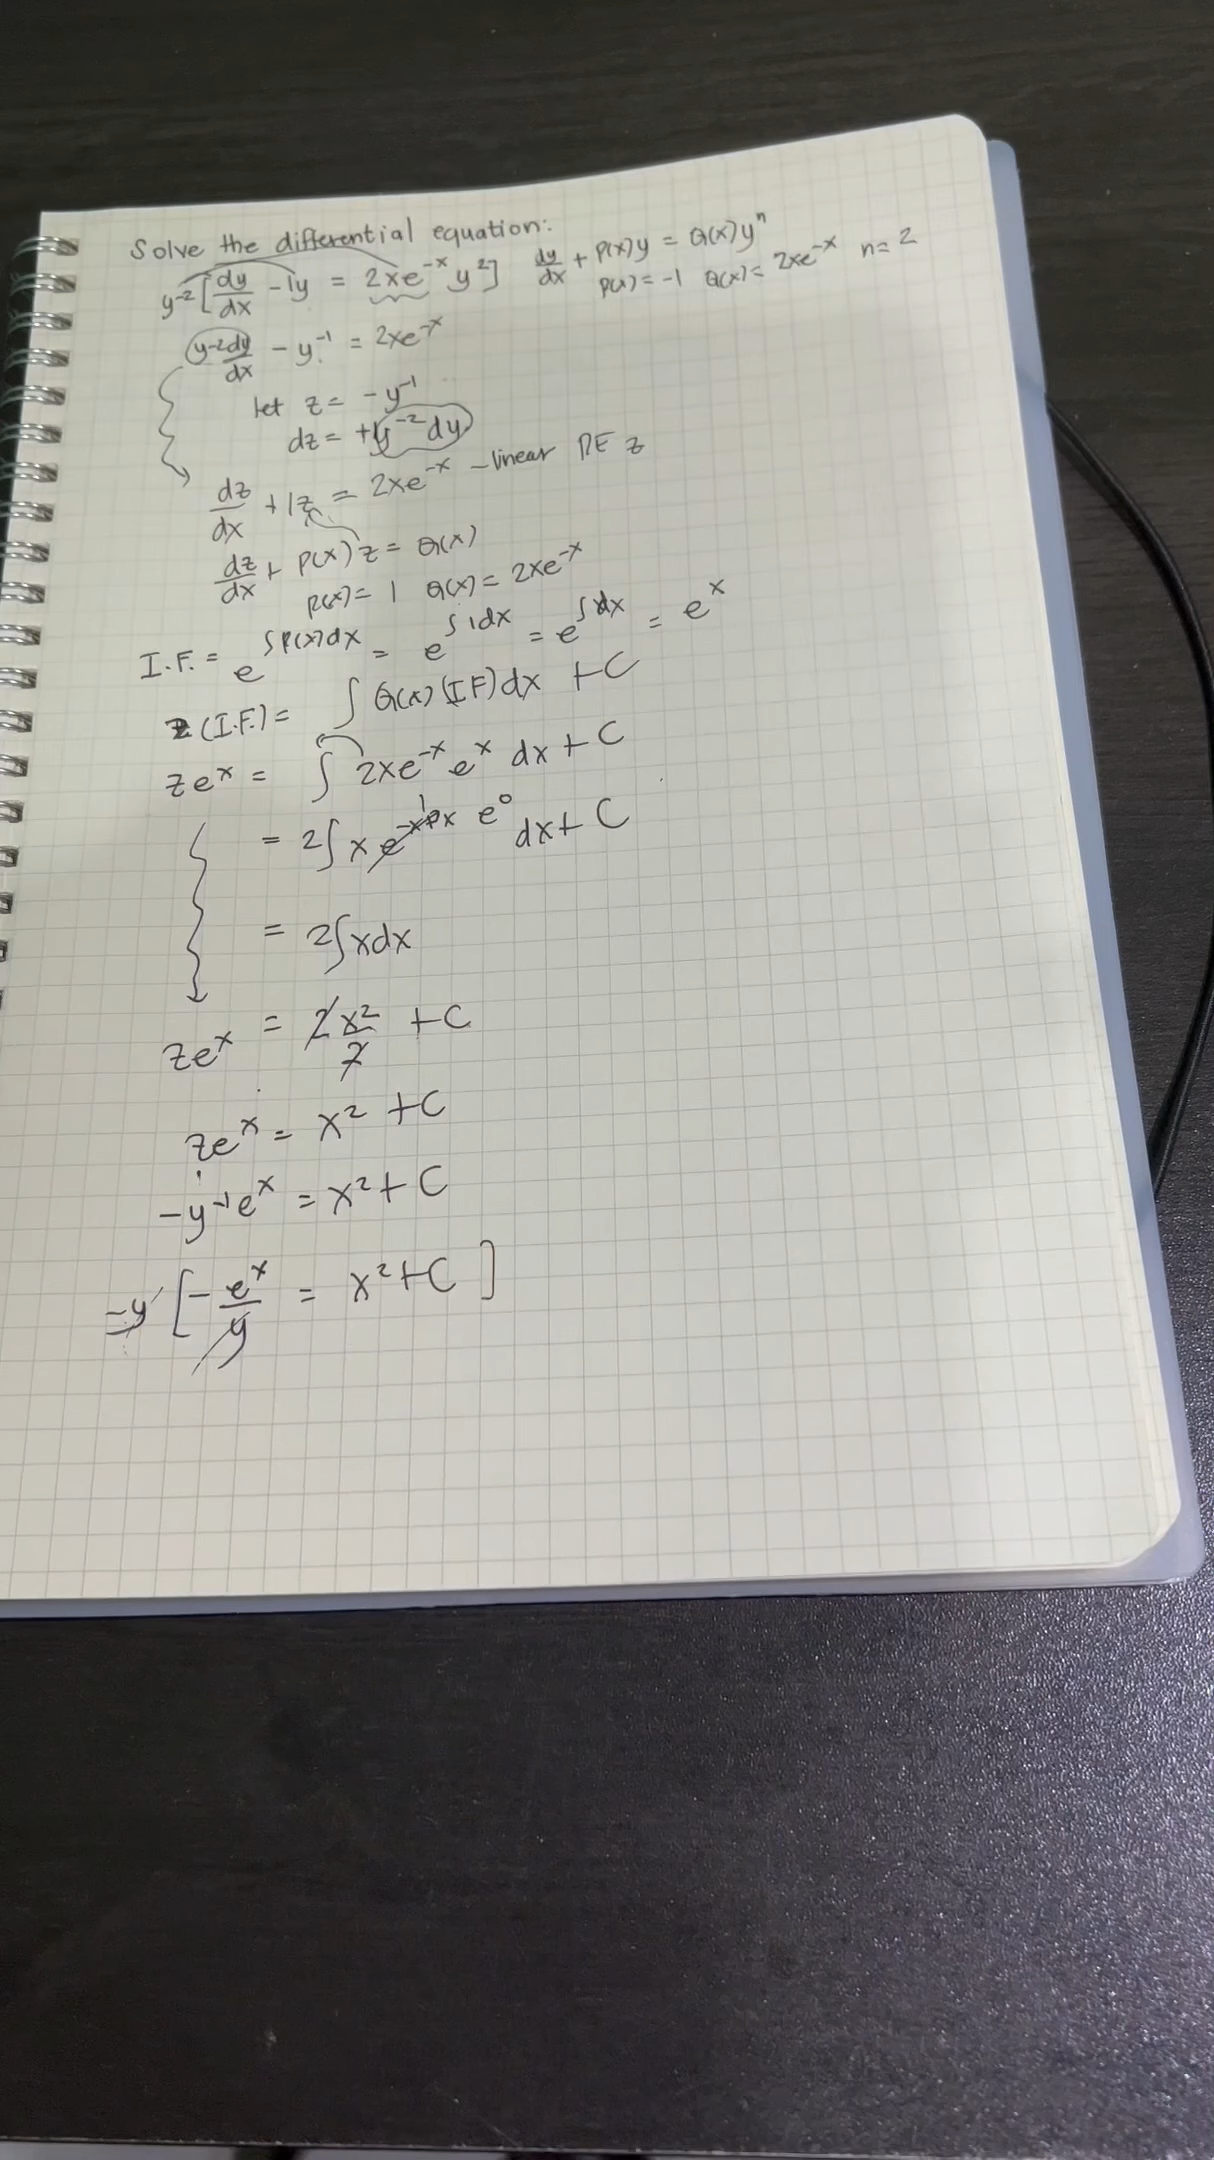 Solve the differential equation:
y⁻² [dy/dx - 1y = 2xe⁻ˣ y²] dy/dx + P(x)y = Q(x)yⁿ
P(x) = -1 Q(x) = 2xe⁻ˣ n = 2
y⁻² dy/dx - y⁻¹ = 2xe⁻ˣ
let z = -y⁻¹
dz = +y⁻² dy
dz/dx + 1z = 2xe⁻ˣ - linear DE z
dz/dx + P(x) z = Q(x)
P(x) = 1 Q(x) = 2xe⁻ˣ
I.F. = e^∫P(x)dx = e^∫1dx = e^∫dx = eˣ
z (I.F.) = ∫ Q(x) (IF) dx + C
zeˣ = ∫ 2xe⁻ˣ eˣ dx + C
= 2∫ x e⁻ˣ⁺ˣ 1 e⁰ dx + C
= 2∫xdx
zeˣ = 2x²/2 + C
zeˣ = x² + C
-y⁻¹eˣ = x² + C
-y [-eˣ/y = x² + C]